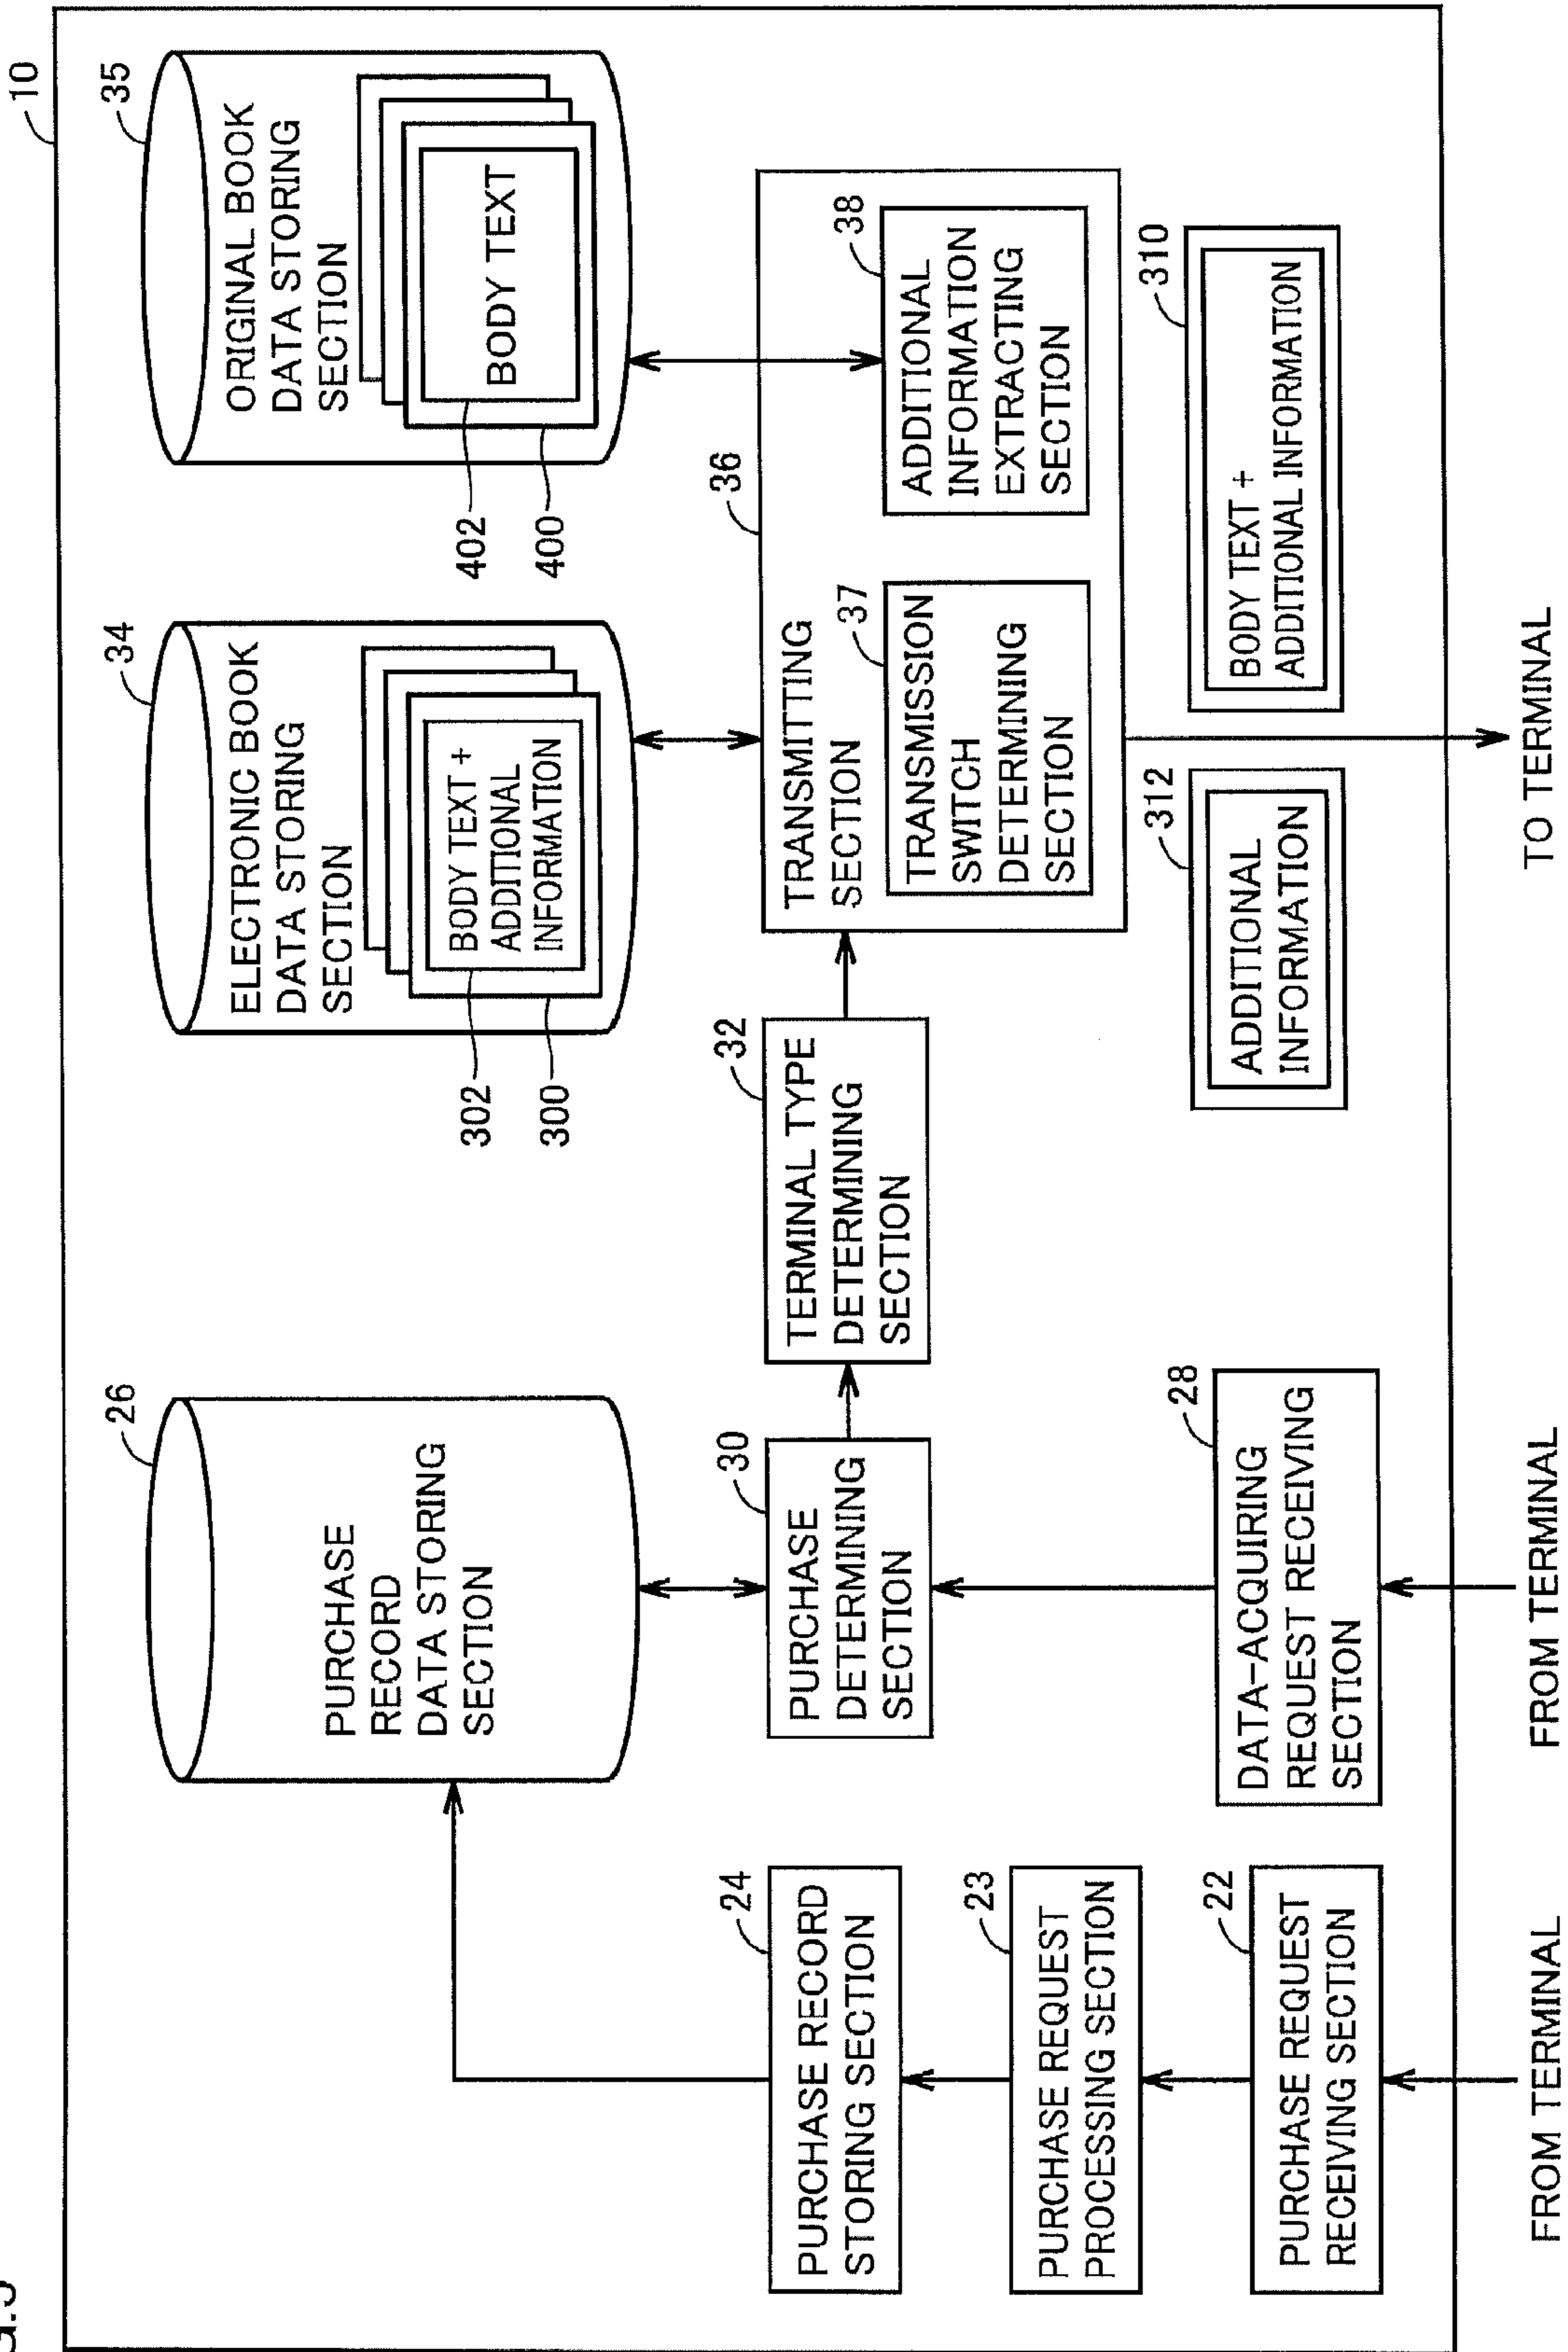 10
26
PURCHASE
RECORD
DATA STORING
SECTION
34
ELECTRONIC BOOK
DATA STORING
SECTION
BODY TEXT +
ADDITIONAL
INFORMATION
302
300
35
ORIGINAL BOOK
DATA STORING
SECTION
BODY TEXT
402
400
24
PURCHASE RECORD
STORING SECTION
23
PURCHASE REQUEST
PROCESSING SECTION
22
PURCHASE REQUEST
RECEIVING SECTION
FROM TERMINAL
30
PURCHASE
DETERMINING
SECTION
28
DATA-ACQUIRING
REQUEST RECEIVING
SECTION
FROM TERMINAL
32
TERMINAL TYPE
DETERMINING
SECTION
36
TRANSMITTING
SECTION
37
TRANSMISSION
SWITCH
DETERMINING
SECTION
38
ADDITIONAL
INFORMATION
EXTRACTING
SECTION
312
ADDITIONAL
INFORMATION
310
BODY TEXT +
ADDITIONAL INFORMATION
TO TERMINAL